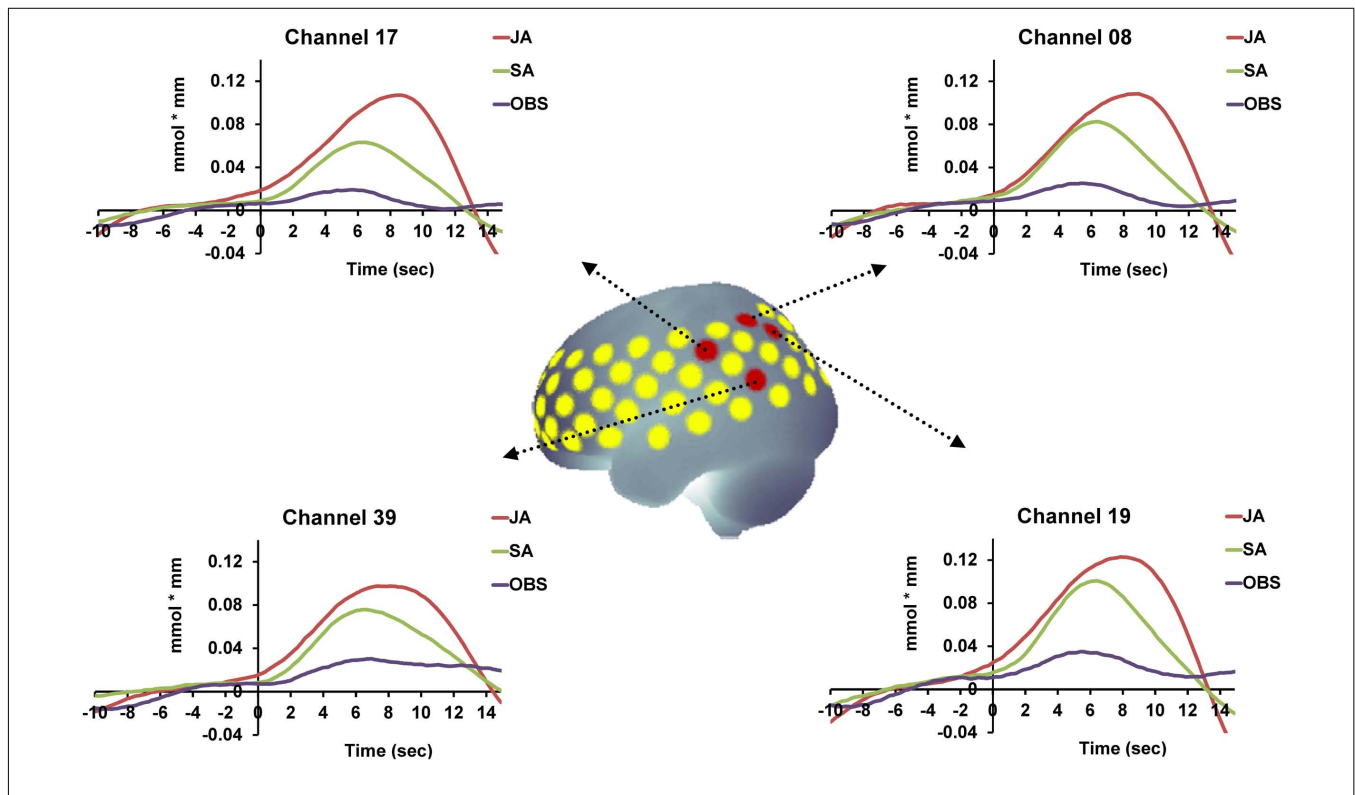 Channel 17
JA
SA
OBS
mmol * mm
0.12
0.08
0.04
0
-0.04
-10 -8 -6 -4 -2 0 2 4 6 8 10 12 14
Time (sec)
Channel 08
JA
SA
OBS
mmol * mm
0.12
0.08
0.04
0
-0.04
-10 -8 -6 -4 -2 0 2 4 6 8 10 12 14
Time (sec)
Channel 39
JA
SA
OBS
mmol * mm
0.12
0.08
0.04
0
-0.04
-10 -8 -6 -4 -2 0 2 4 6 8 10 12 14
Time (sec)
Channel 19
JA
SA
OBS
mmol * mm
0.12
0.08
0.04
0
-0.04
-10 -8 -6 -4 -2 0 2 4 6 8 10 12 14
Time (sec)